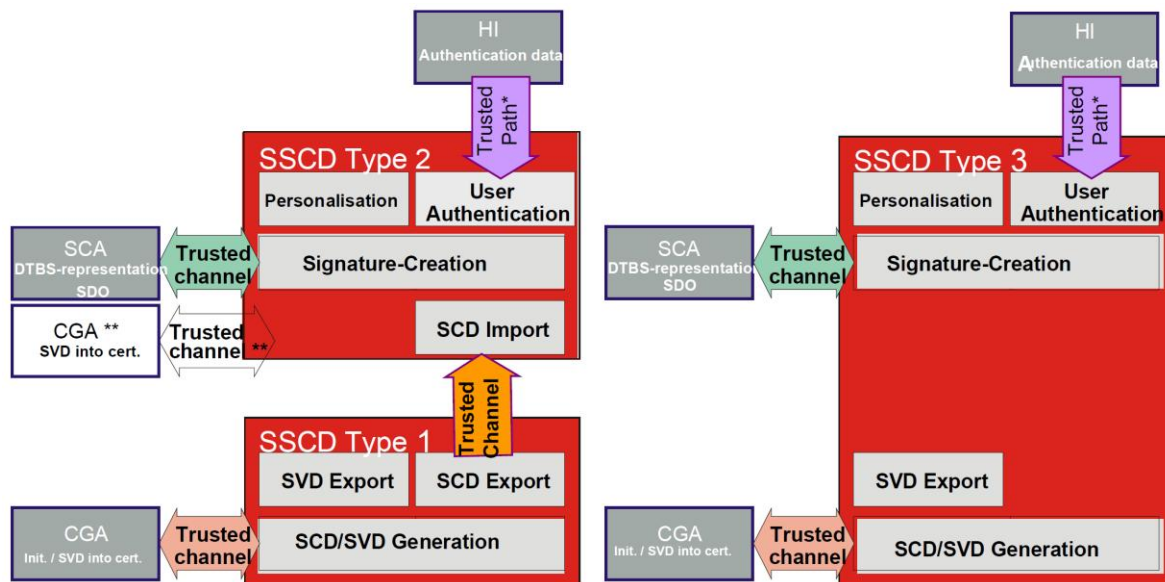 HI
Authentication data
Trusted
Path*
SSCD Type 2
Personalisation
User
Authentication
SCA
DTBS-representation
SDO
Trusted
channel
Signature-Creation
CGA **
SVD into cert.
Trusted
channel **
SCD Import
Trusted
Channel
SSCD Type 1
SVD Export
SCD Export
CGA
Init. / SVD into cert.
Trusted
channel
SCD/SVD Generation
HI
Authentication data
Trusted
Path*
SSCD Type 3
Personalisation
User
Authentication
SCA
DTBS-representation
SDO
Trusted
channel
Signature-Creation
SVD Export
CGA
Init. / SVD into cert.
Trusted
channel
SCD/SVD Generation